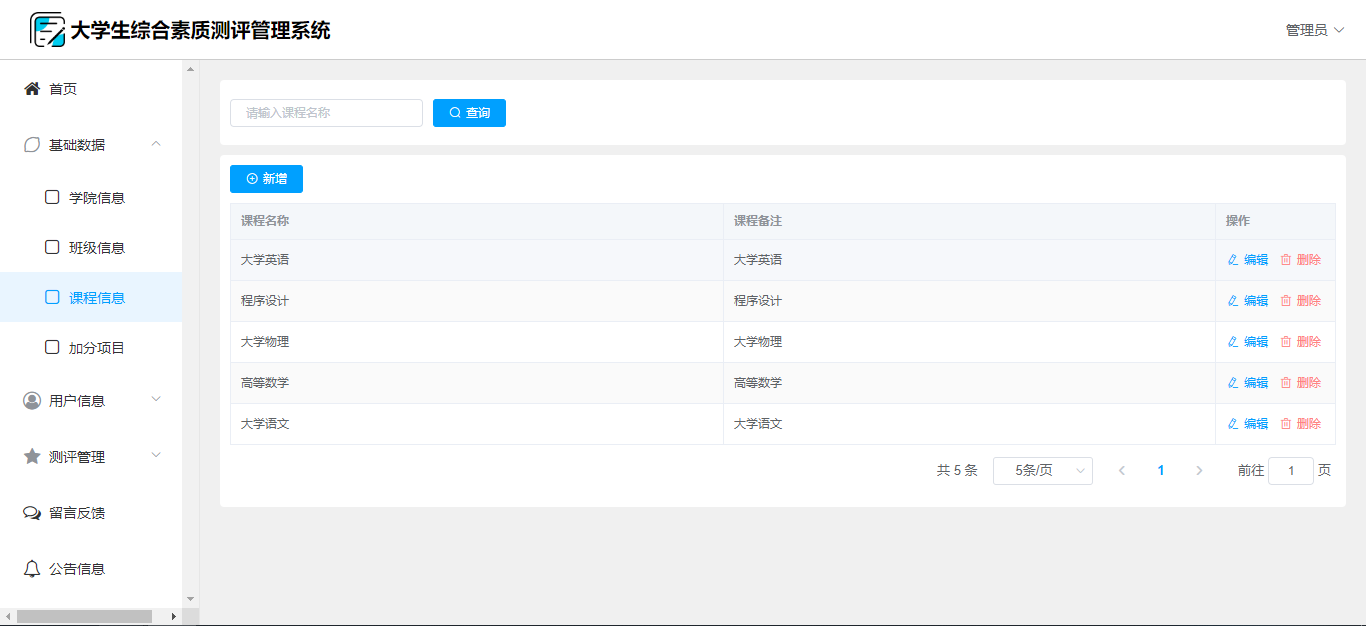 大学生综合素质测评管理系统
管理员
首页
基础数据
学院信息
班级信息
课程信息
加分项目
用户信息
测评管理
留言反馈
公告信息
请输入课程名称 查询
新增
课程名称 课程备注 操作
大学英语 大学英语 编辑 删除
程序设计 程序设计 编辑 删除
大学物理 大学物理 编辑 删除
高等数学 高等数学 编辑 删除
大学语文 大学语文 编辑 删除
共 5 条 5条/页 1 前往 1 页